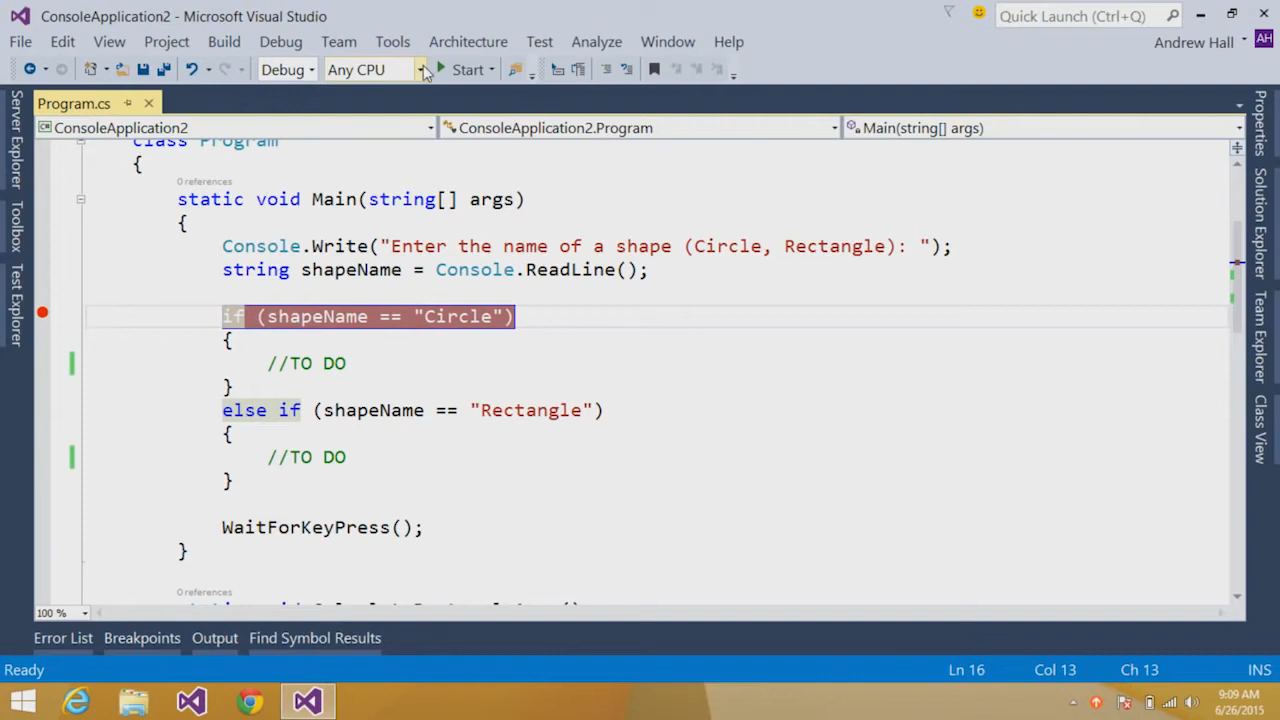 ConsoleApplication2 - Microsoft Visual Studio
Quick Launch (Ctrl+Q)
File Edit View Project Build Debug Team Tools Architecture Test Analyze Window Help
Andrew Hall AH
Debug Any CPU Start
Program.cs
ConsoleApplication2 ConsoleApplication2.Program Main(string[] args)
class Program
{
0 references
static void Main(string[] args)
{
Console.Write("Enter the name of a shape (Circle, Rectangle): ");
string shapeName = Console.ReadLine();
if (shapeName == "Circle")
{
//TO DO
}
else if (shapeName == "Rectangle")
{
//TO DO
}
WaitForKeyPress();
}
0 references
Server Explorer
Toolbox
Test Explorer
Properties
Solution Explorer
Team Explorer
Class View
100 %
Error List Breakpoints Output Find Symbol Results
Ready Ln 16 Col 13 Ch 13 INS
9:09 AM
6/26/2015